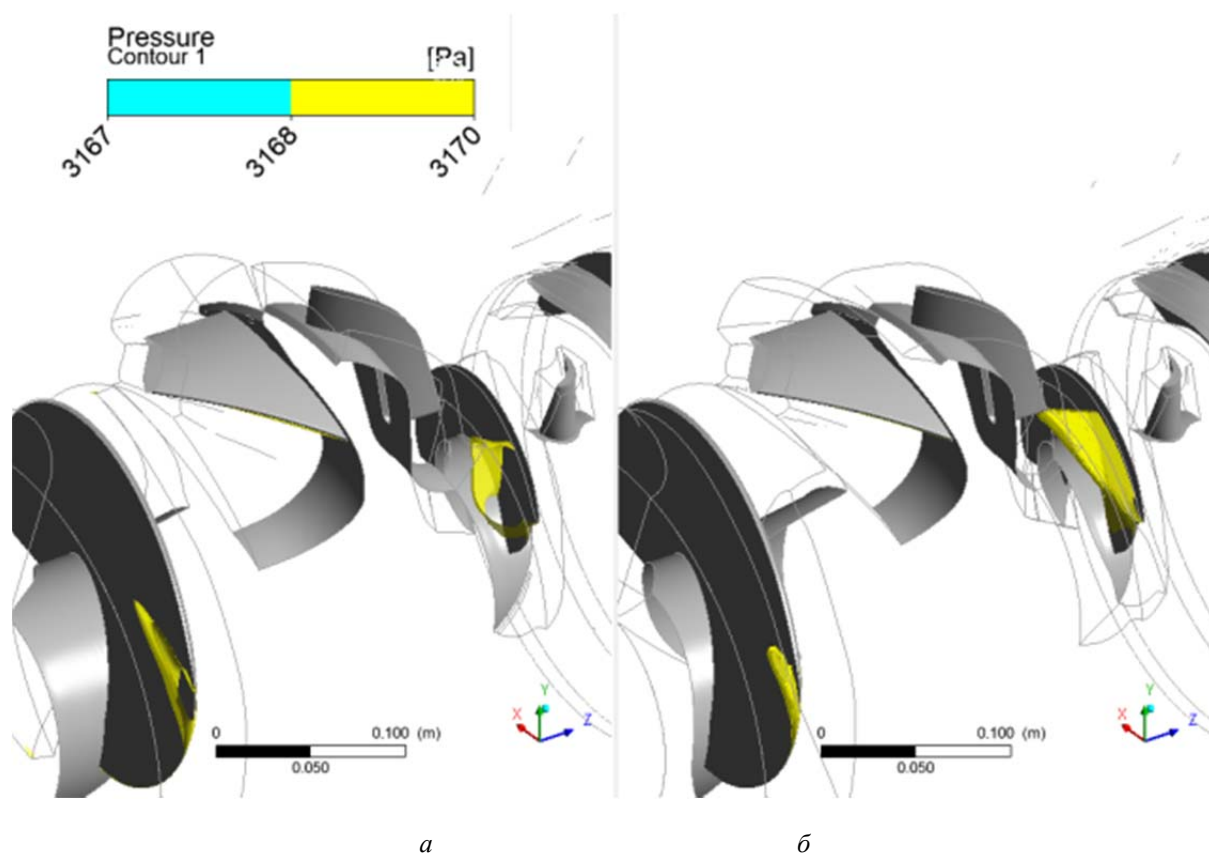 Pressure
Contour 1 [Pa]
3167 3168 3170
X Y Z X Y Z
0 0.100 (m) 0 0.100 (m)
0.050 0.050
а б